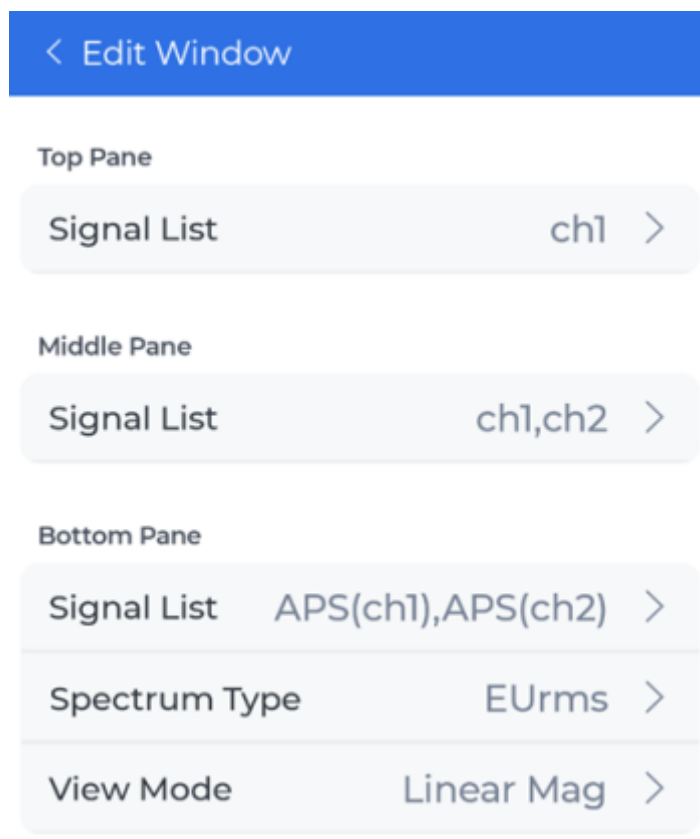 Edit Window
Top Pane
Signal List ch1
Middle Pane
Signal List ch1,ch2
Bottom Pane
Signal List APS(ch1),APS(ch2)
Spectrum Type EUrms
View Mode Linear Mag